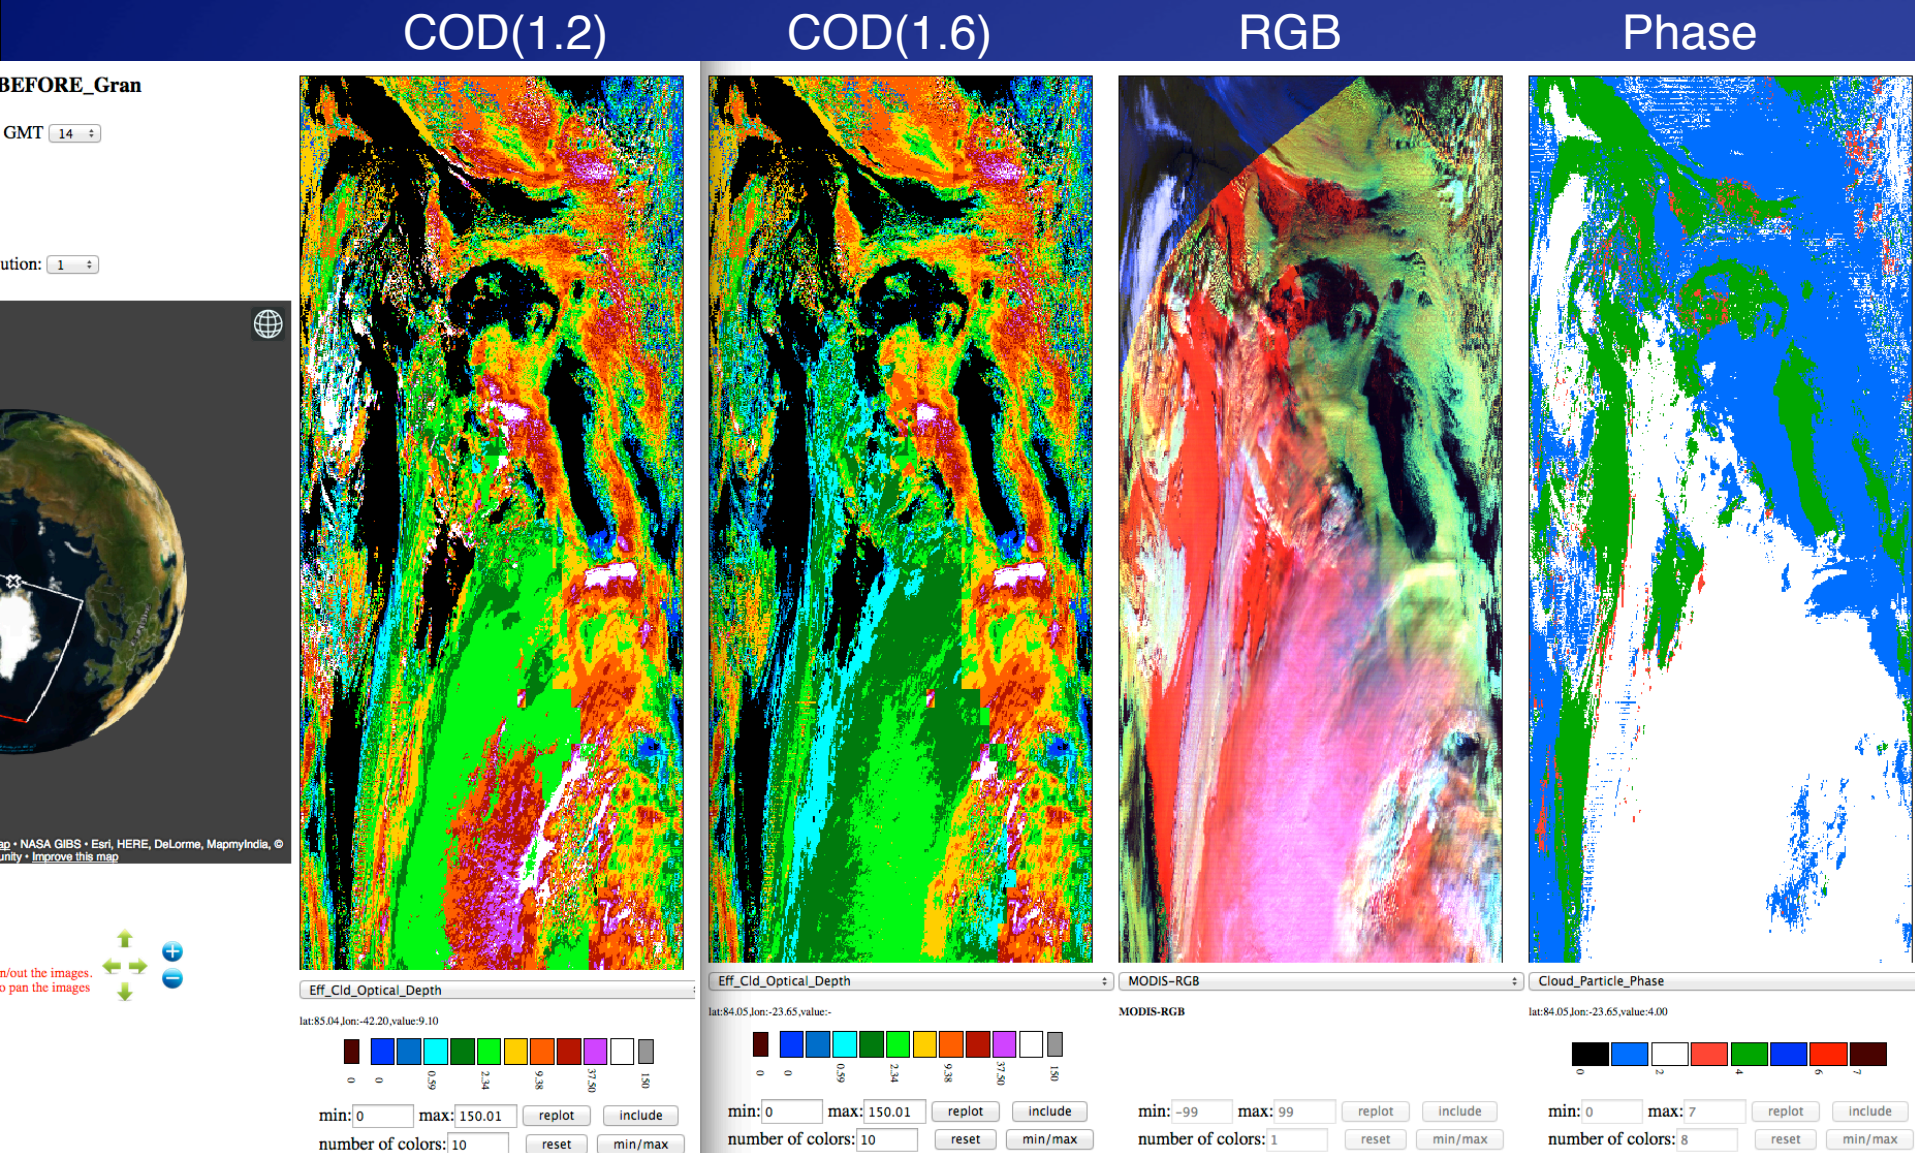 COD(1.2) COD(1.6) RGB Phase
BEFORE_Gran
GMT 14
ution: 1
ap • NASA GIBS • Esri, HERE, DeLorme, MapmyIndia, ©
unity • Improve this map
n/out the images.
o pan the images
Eff_Cld_Optical_Depth
lat:85.04,lon:-42.20,value:9.10
0 0 0.59 2.34 9.38 37.50 150
min: 0 max: 150.01 replot include
number of colors: 10 reset min/max
Eff_Cld_Optical_Depth
lat:84.05,lon:-23.65,value:-
0 0 0.59 2.34 9.38 37.50 150
min: 0 max: 150.01 replot include
number of colors: 10 reset min/max
MODIS-RGB
MODIS-RGB
min: -99 max: 99 replot include
number of colors: 1 reset min/max
Cloud_Particle_Phase
lat:84.05,lon:-23.65,value:4.00
0 2 4 6 7
min: 0 max: 7 replot include
number of colors: 8 reset min/max